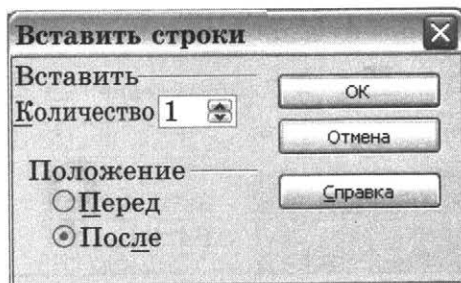 Вставить строки
Вставить
Количество 1
Положение
Перед
После
ОК
Отмена
Справка